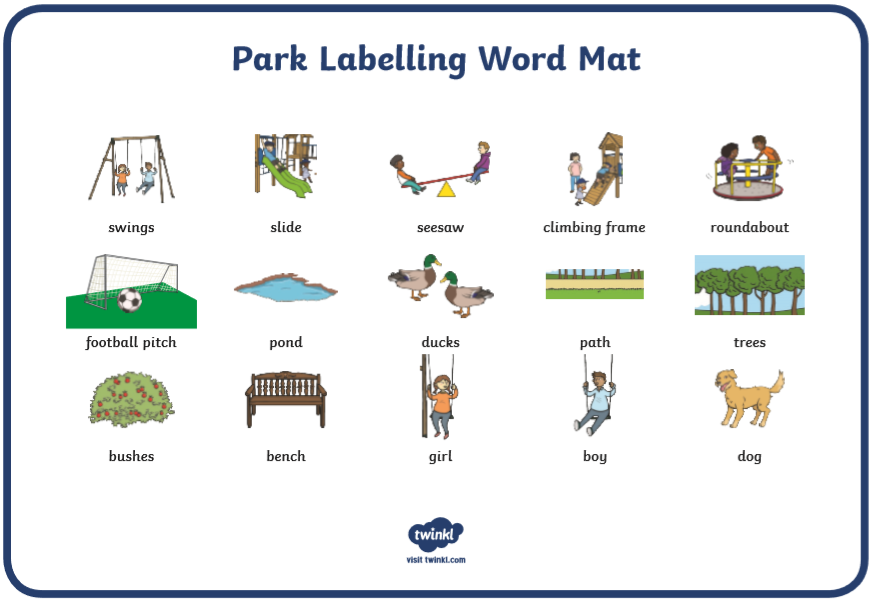 Park Labelling Word Mat
swings slide seesaw climbing frame roundabout
football pitch pond ducks path trees
bushes bench girl boy dog
twinkl
visit twinkl.com